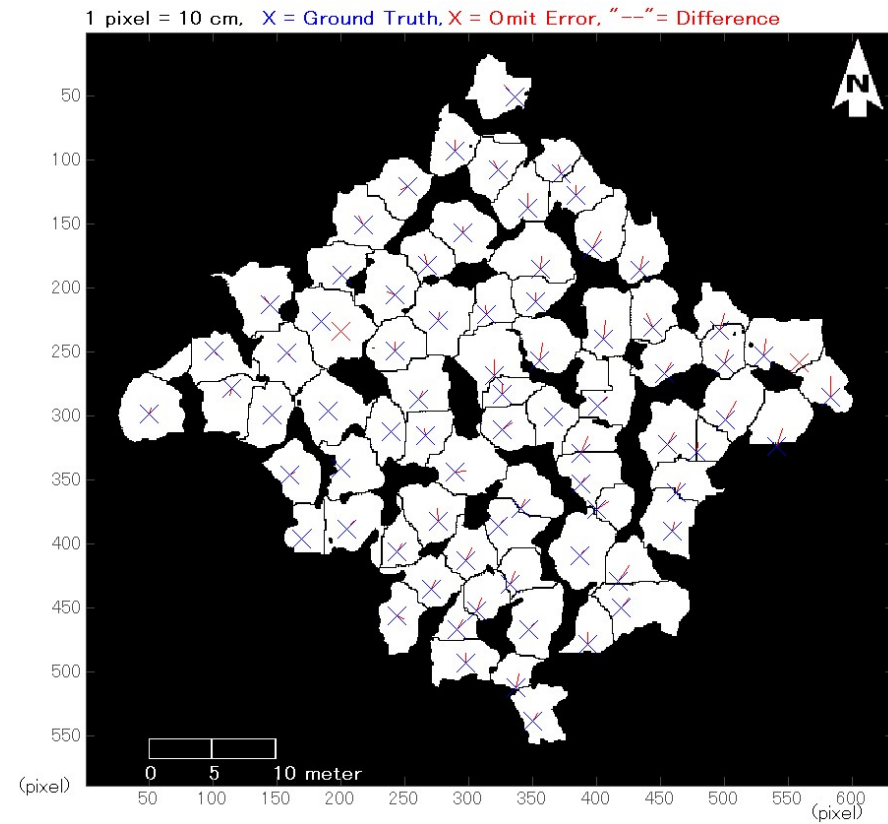 1 pixel = 10 cm, X = Ground Truth, X = Omit Error, "--"= Difference
N
50
100
150
200
250
300
350
400
450
500
550
0 5 10 meter
(pixel)
50 100 150 200 250 300 350 400 450 500 550 600
(pixel)